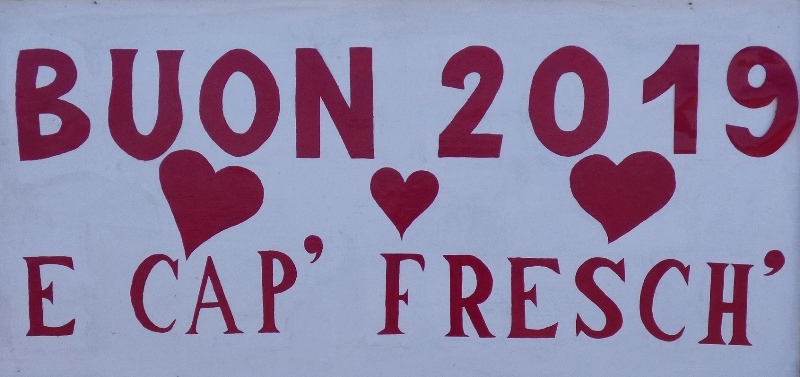 BUON 2019
E CAP' FRESCH'